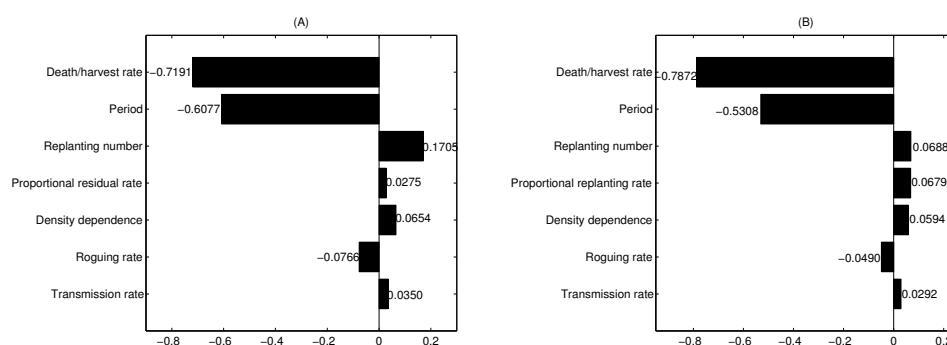 (A)
Death/harvest rate
−0.7191
Period
−0.6077
Replanting number
0.1705
Proportional residual rate
0.0275
Density dependence
0.0654
Roguing rate
−0.0766
Transmission rate
0.0350
−0.8 −0.6 −0.4 −0.2 0 0.2
(B)
Death/harvest rate
−0.7872
Period
−0.5308
Replanting number
0.0688
Proportional replanting rate
0.0679
Density dependence
0.0594
Roguing rate
−0.0490
Transmission rate
0.0292
−0.8 −0.6 −0.4 −0.2 0 0.2